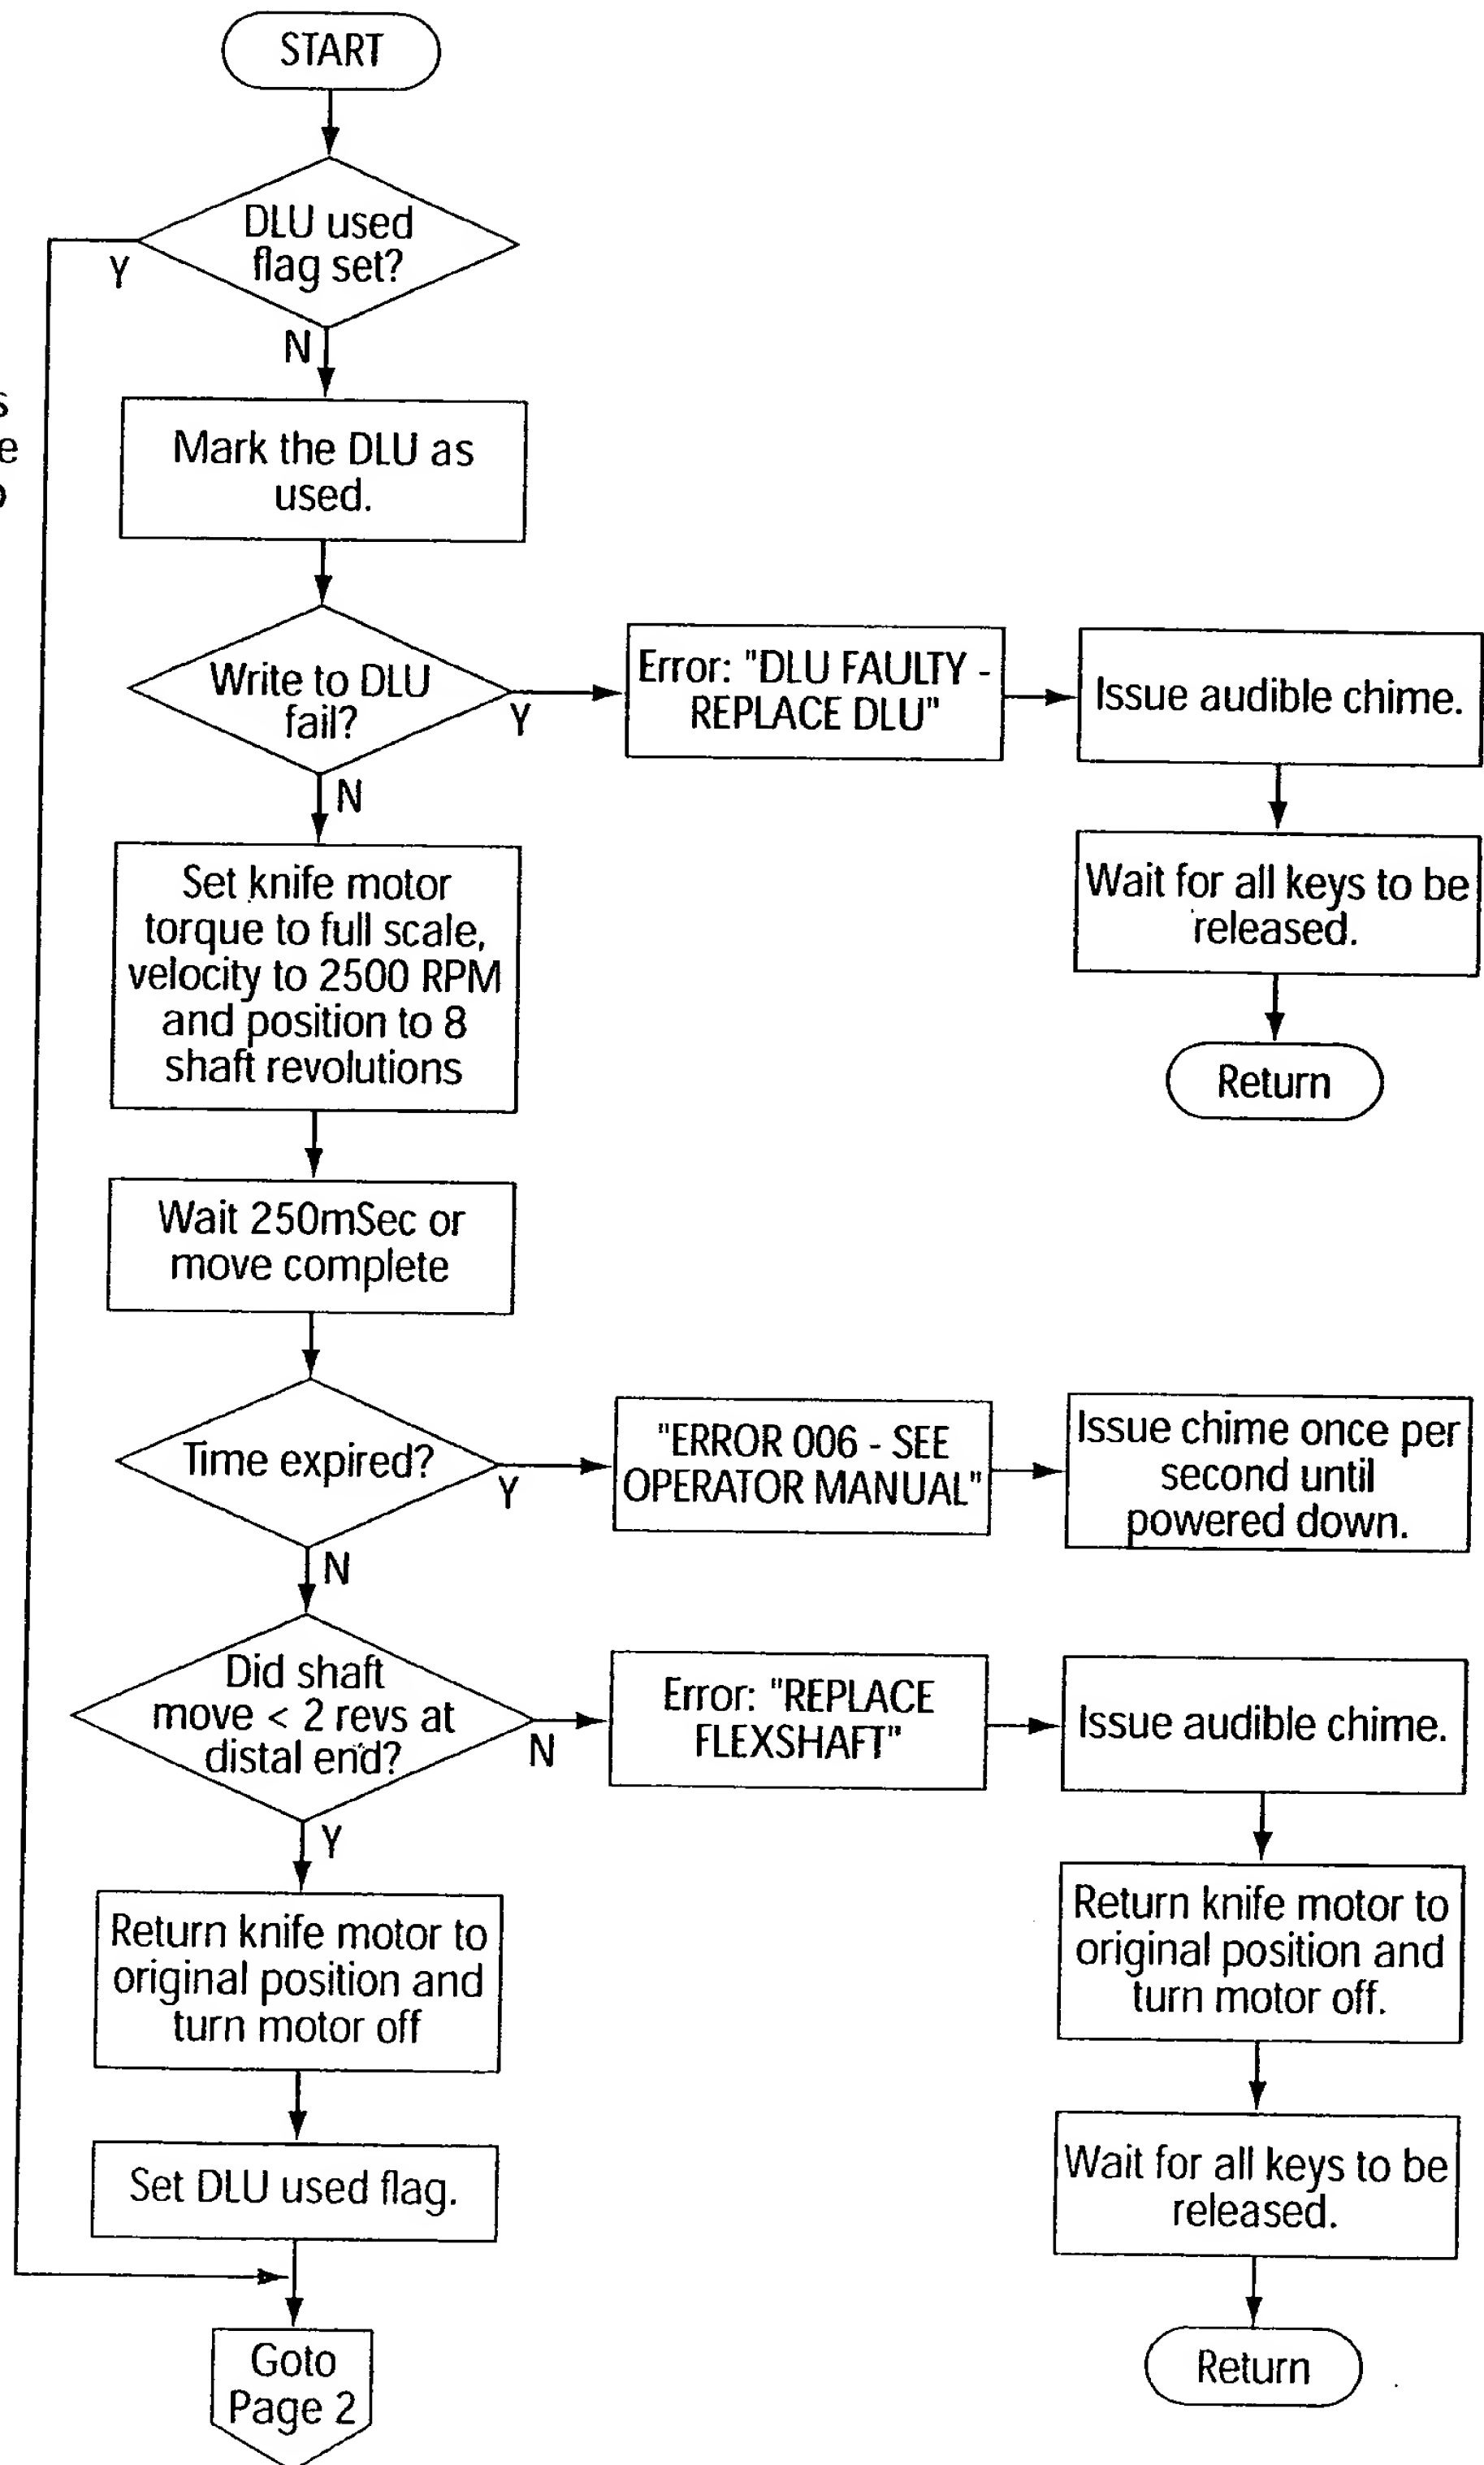 START
DLU used
flag set?
Y
N
Mark the DLU as
used.
Write to DLU
fail?
Y
N
Error: "DLU FAULTY -
REPLACE DLU"
Issue audible chime.
Wait for all keys to be
released.
Return
Set knife motor
torque to full scale,
velocity to 2500 RPM
and position to 8
shaft revolutions
Wait 250mSec or
move complete
Time expired?
Y
N
"ERROR 006 - SEE
OPERATOR MANUAL"
Issue chime once per
second until
powered down.
Did shaft
move < 2 revs at
distal end?
N
Y
Error: "REPLACE
FLEXSHAFT"
Issue audible chime.
Return knife motor to
original position and
turn motor off.
Wait for all keys to be
released.
Return
Return knife motor to
original position and
turn motor off
Set DLU used flag.
Goto
Page 2